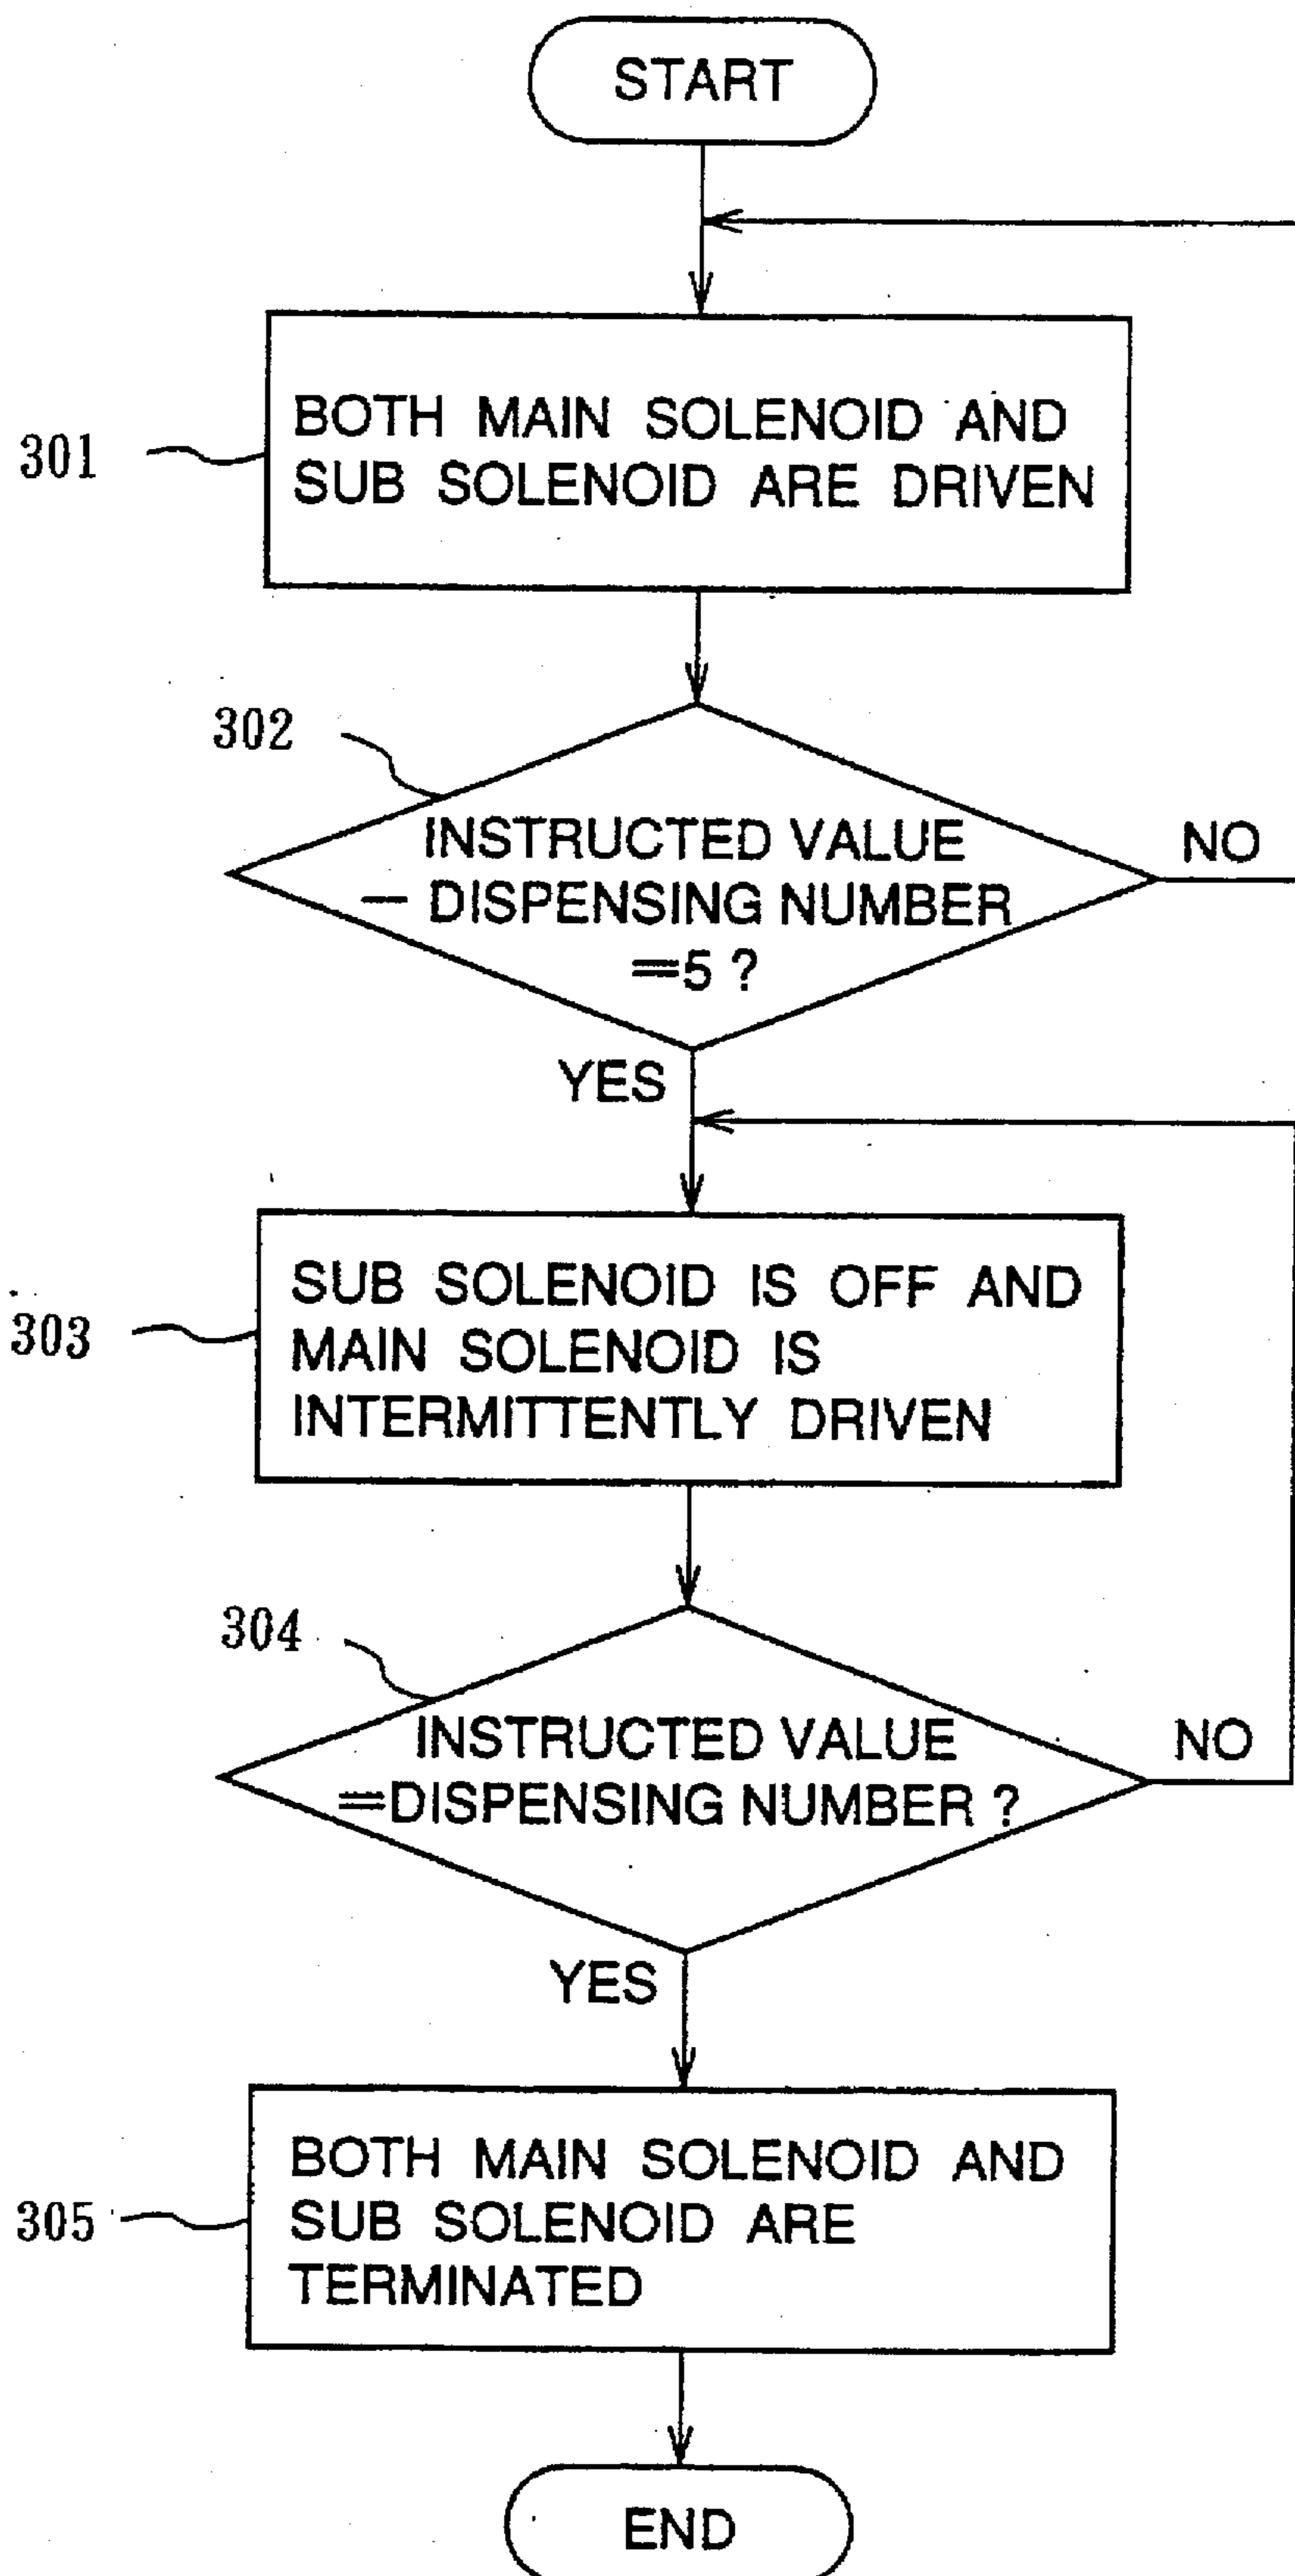 START
301
BOTH MAIN SOLENOID AND
SUB SOLENOID ARE DRIVEN
302
INSTRUCTED VALUE
— DISPENSING NUMBER
=5 ?
NO
YES
303
SUB SOLENOID IS OFF AND
MAIN SOLENOID IS
INTERMITTENTLY DRIVEN
304
INSTRUCTED VALUE
=DISPENSING NUMBER ?
NO
YES
305
BOTH MAIN SOLENOID AND
SUB SOLENOID ARE
TERMINATED
END